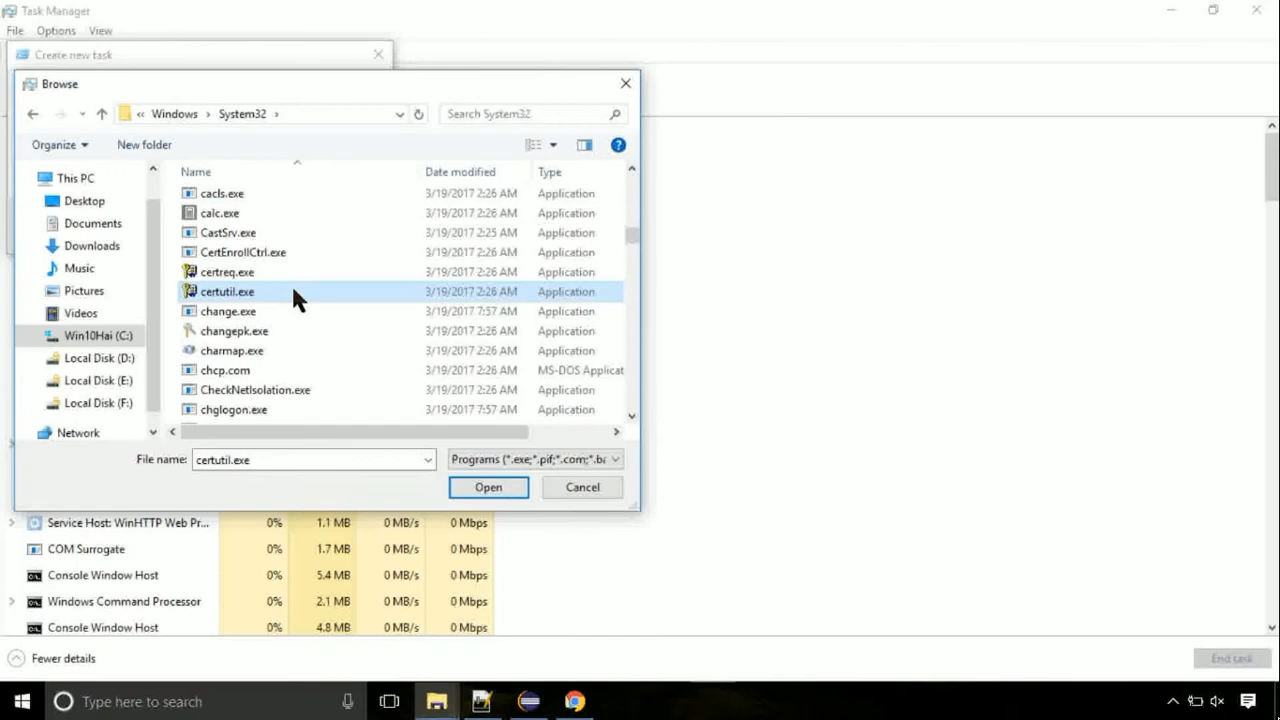 Task Manager
File Options View
Create new task
Browse
« Windows › System32 › Search System32
Organize New folder
Name Date modified Type
This PC
Desktop
Documents
Downloads
Music
Pictures
Videos
Win10Hai (C:)
Local Disk (D:)
Local Disk (E:)
Local Disk (F:)
Network
cacls.exe 3/19/2017 2:26 AM Application
calc.exe 3/19/2017 2:26 AM Application
CastSrv.exe 3/19/2017 2:25 AM Application
CertEnrollCtrl.exe 3/19/2017 2:26 AM Application
certreq.exe 3/19/2017 2:26 AM Application
certutil.exe 3/19/2017 2:26 AM Application
change.exe 3/19/2017 7:57 AM Application
changepk.exe 3/19/2017 2:26 AM Application
charmap.exe 3/19/2017 2:26 AM Application
chcp.com 3/19/2017 2:26 AM MS-DOS Applicat
CheckNetIsolation.exe 3/19/2017 2:26 AM Application
chglogon.exe 3/19/2017 7:57 AM Application
File name: certutil.exe Programs (*.exe;*.pif;*.com;*.ba
Open Cancel
Service Host: WinHTTP Web Pr... 0% 1.1 MB 0 MB/s 0 Mbps
COM Surrogate 0% 1.7 MB 0 MB/s 0 Mbps
Console Window Host 0% 5.4 MB 0 MB/s 0 Mbps
Windows Command Processor 0% 2.1 MB 0 MB/s 0 Mbps
Console Window Host 0% 4.8 MB 0 MB/s 0 Mbps
Fewer details End task
Type here to search